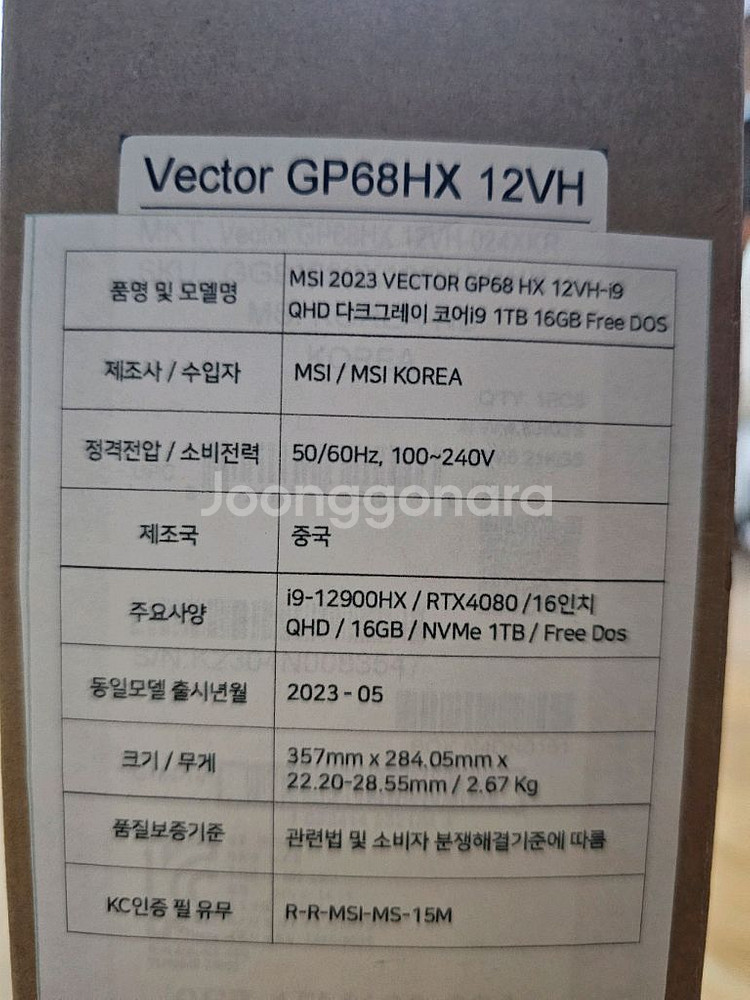 Vector GP68HX 12VH
품명 및 모델명
MSI 2023 VECTOR GP68 HX 12VH-i9
QHD 다크그레이 코어i9 1TB 16GB Free DOS
제조사 / 수입자
MSI / MSI KOREA
정격전압 / 소비전력
50/60Hz, 100~240V
Joonggonara
제조국
중국
주요사양
i9-12900HX / RTX4080 /16인치
QHD / 16GB / NVMe 1TB / Free Dos
동일모델 출시년월
2023 - 05
크기 / 무게
357mm x 284.05mm x
22.20-28.55mm / 2.67 Kg
품질보증기준
관련법 및 소비자 분쟁해결기준에 따름
KC인증 필 유무
R-R-MSI-MS-15M